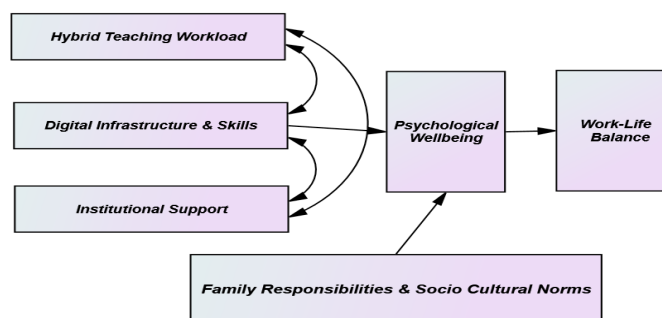 Hybrid Teaching Workload
Digital Infrastructure & Skills
Institutional Support
Psychological
Wellbeing
Work-Life
Balance
Family Responsibilities & Socio Cultural Norms